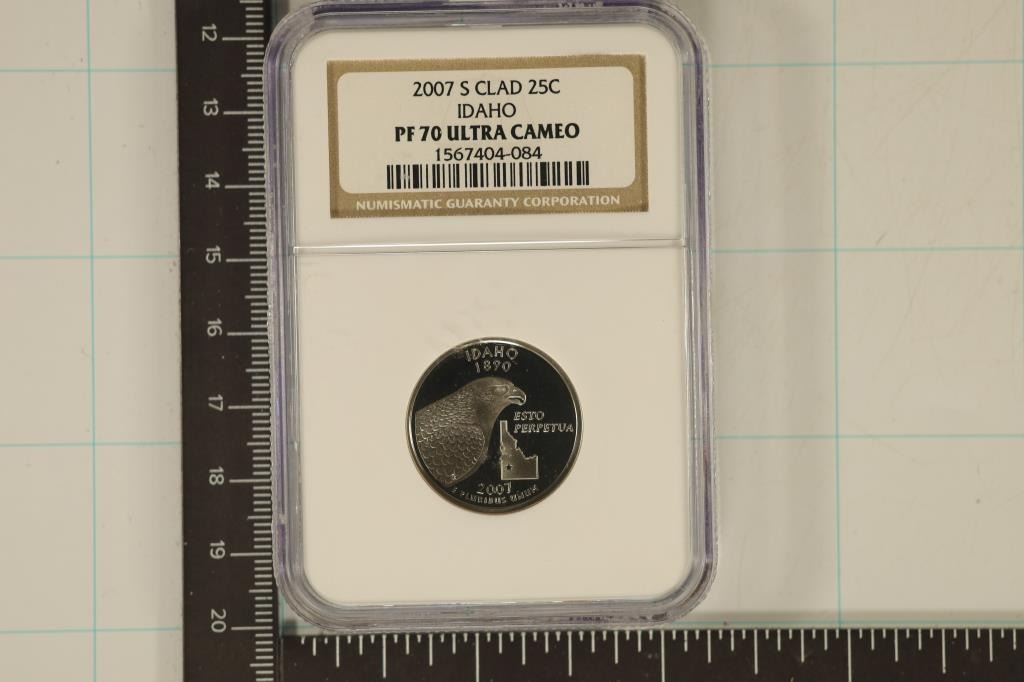 2007 S CLAD 25C
IDAHO
PF 70 ULTRA CAMEO
1567404-084
NUMISMATIC GUARANTY CORPORATION
IDAHO
1890
ESTO
PERPETUA
2007
E PLURIBUS UNUM
12
13
14
15
16
17
18
19
20